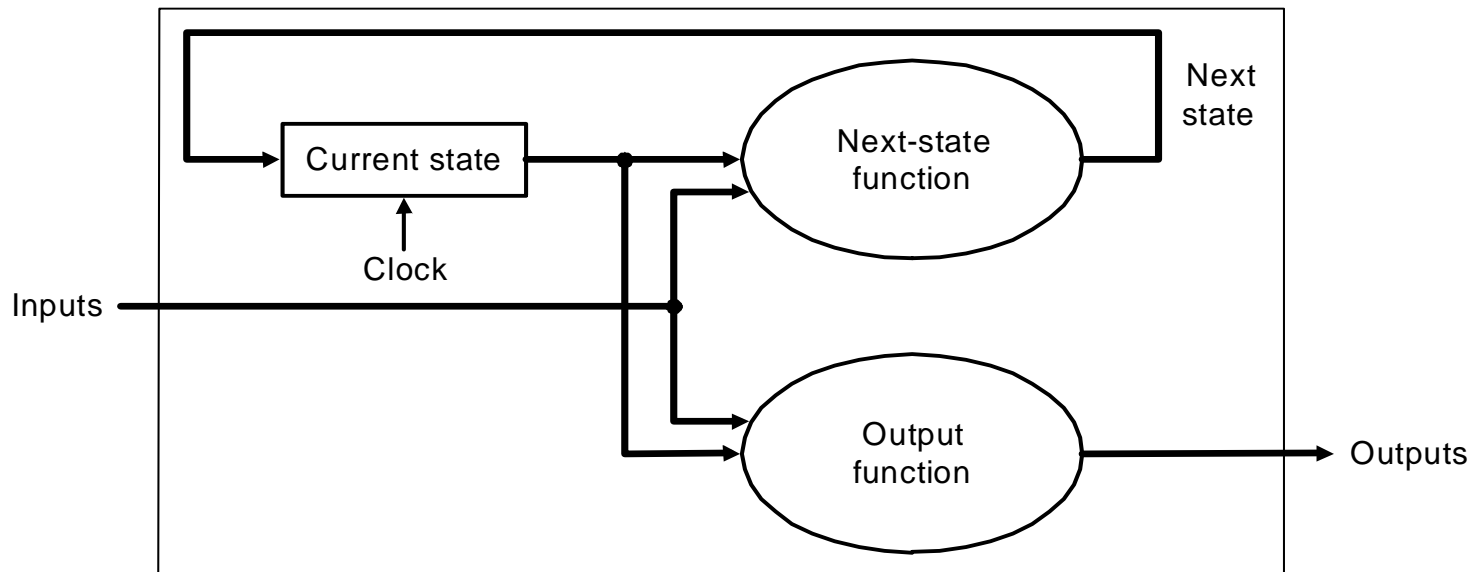 Next
state
Next-state
function
Current state
Clock
Inputs
Output
function
Outputs